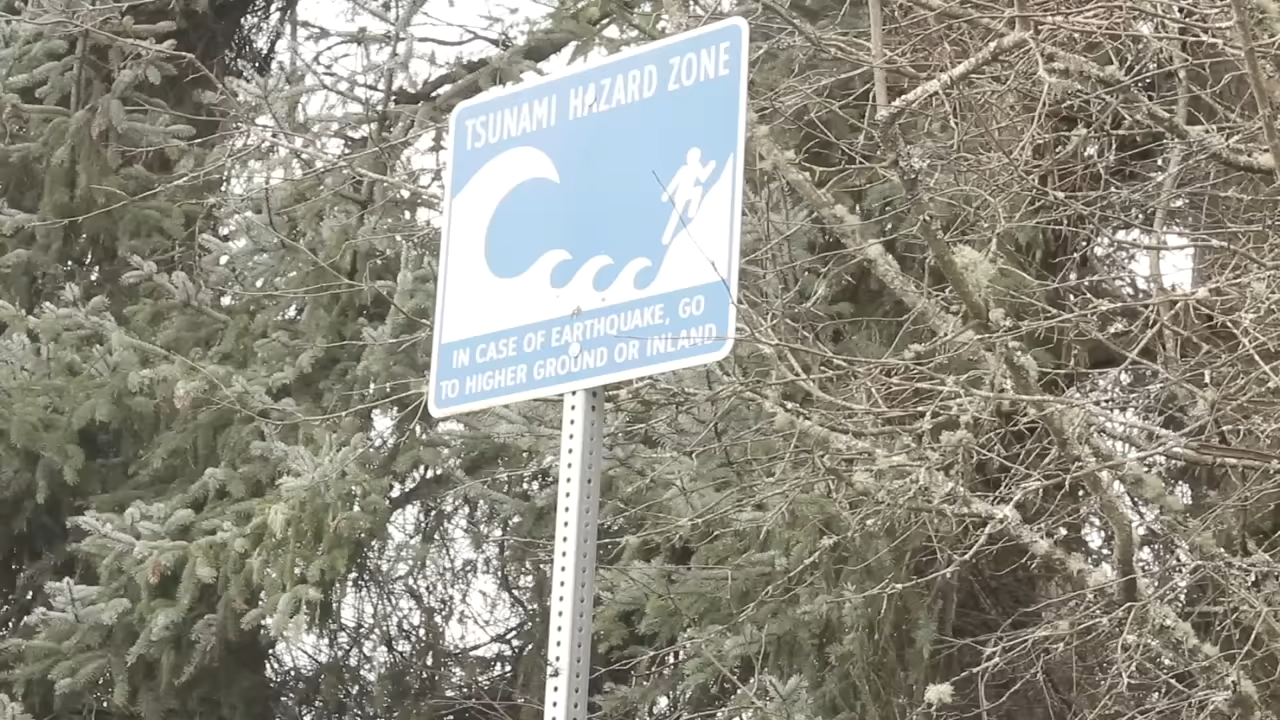 TSUNAMI HAZARD ZONE
IN CASE OF EARTHQUAKE, GO
TO HIGHER GROUND OR INLAND